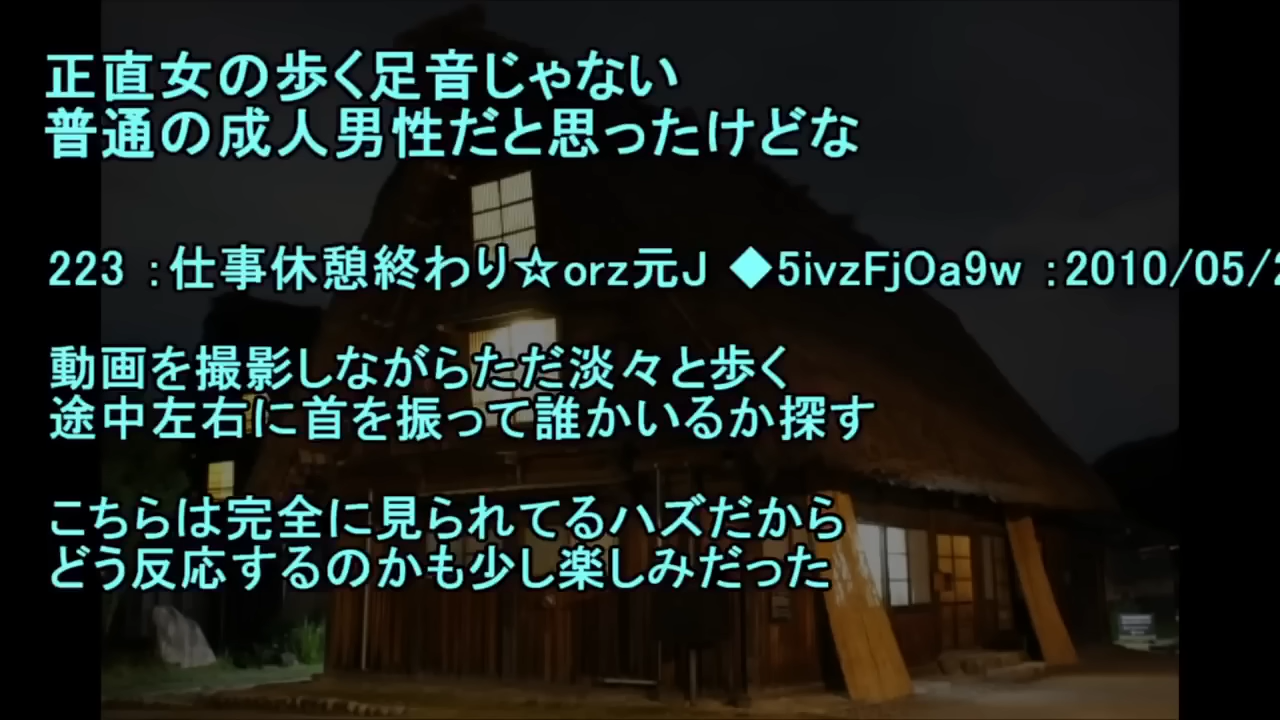 正直女の歩く足音じゃない
普通の成人男性だと思ったけどな
223 :仕事休憩終わり☆orz元J ◆5ivzFjOa9w :2010/05/2
動画を撮影しながらただ淡々と歩く
途中左右に首を振って誰かいるか探す
こちらは完全に見られてるハズだから
どう反応するのかも少し楽しみだった